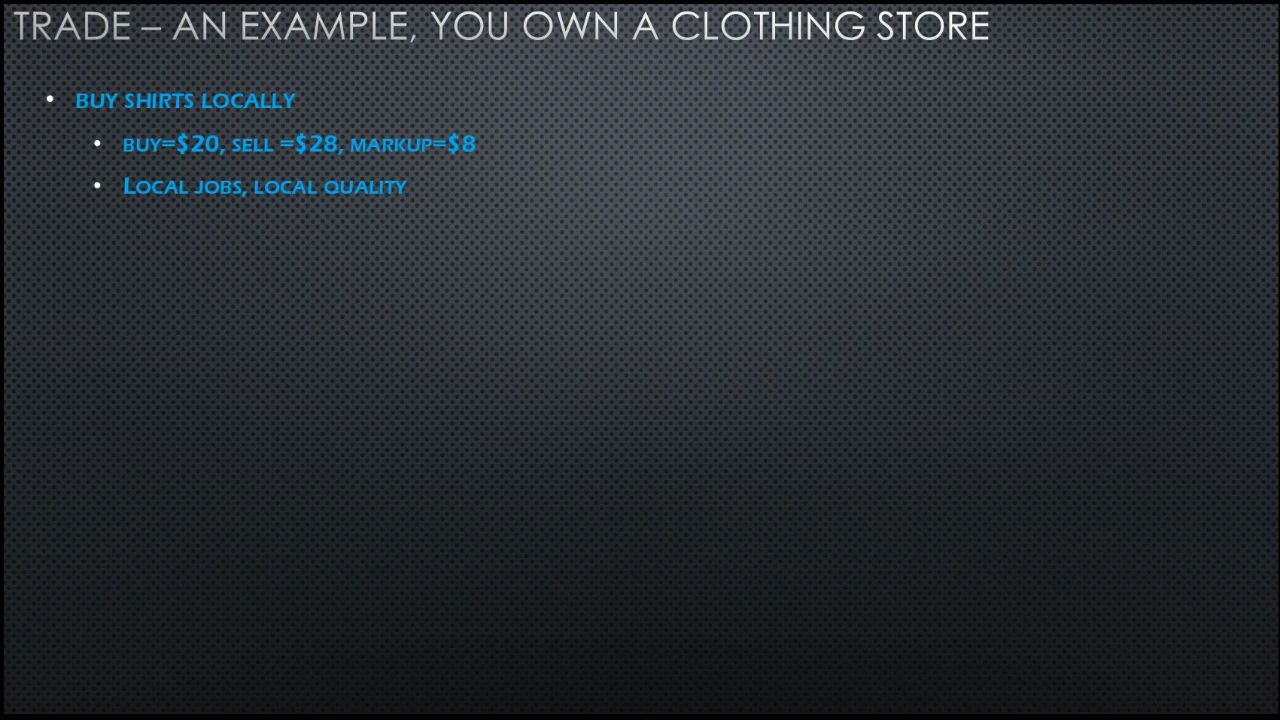 TRADE – AN EXAMPLE, YOU OWN A CLOTHING STORE
• BUY SHIRTS LOCALLY
• BUY=$20, SELL =$28, MARKUP=$8
• LOCAL JOBS, LOCAL QUALITY